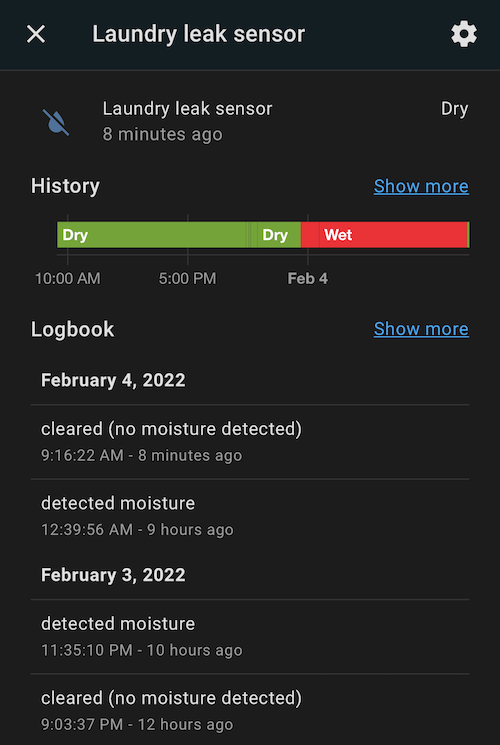 Laundry leak sensor
Laundry leak sensor Dry
8 minutes ago
History Show more
Dry Dry Wet
10:00 AM 5:00 PM Feb 4
Logbook Show more
February 4, 2022
cleared (no moisture detected)
9:16:22 AM - 8 minutes ago
detected moisture
12:39:56 AM - 9 hours ago
February 3, 2022
detected moisture
11:35:10 PM - 10 hours ago
cleared (no moisture detected)
9:03:37 PM - 12 hours ago